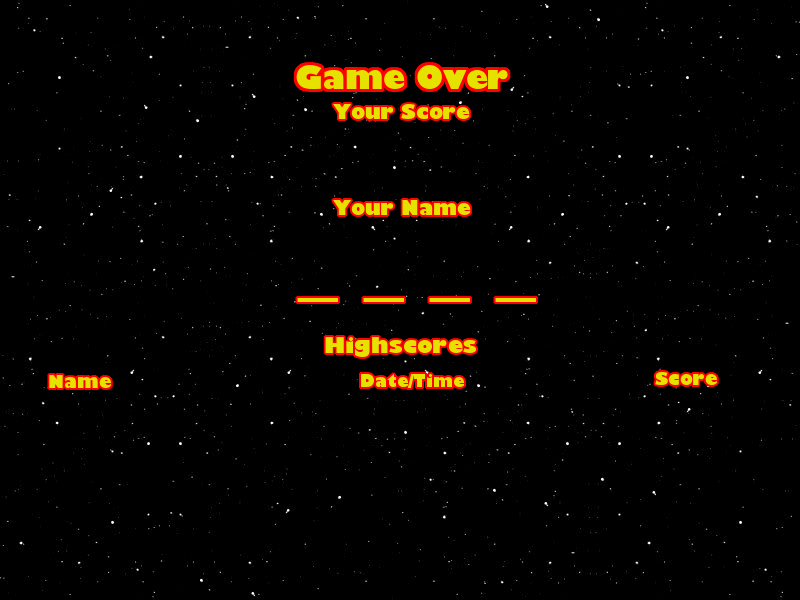 Game Over
Your Score
Your Name
_ _ _ _
Highscores
Name Date/Time Score